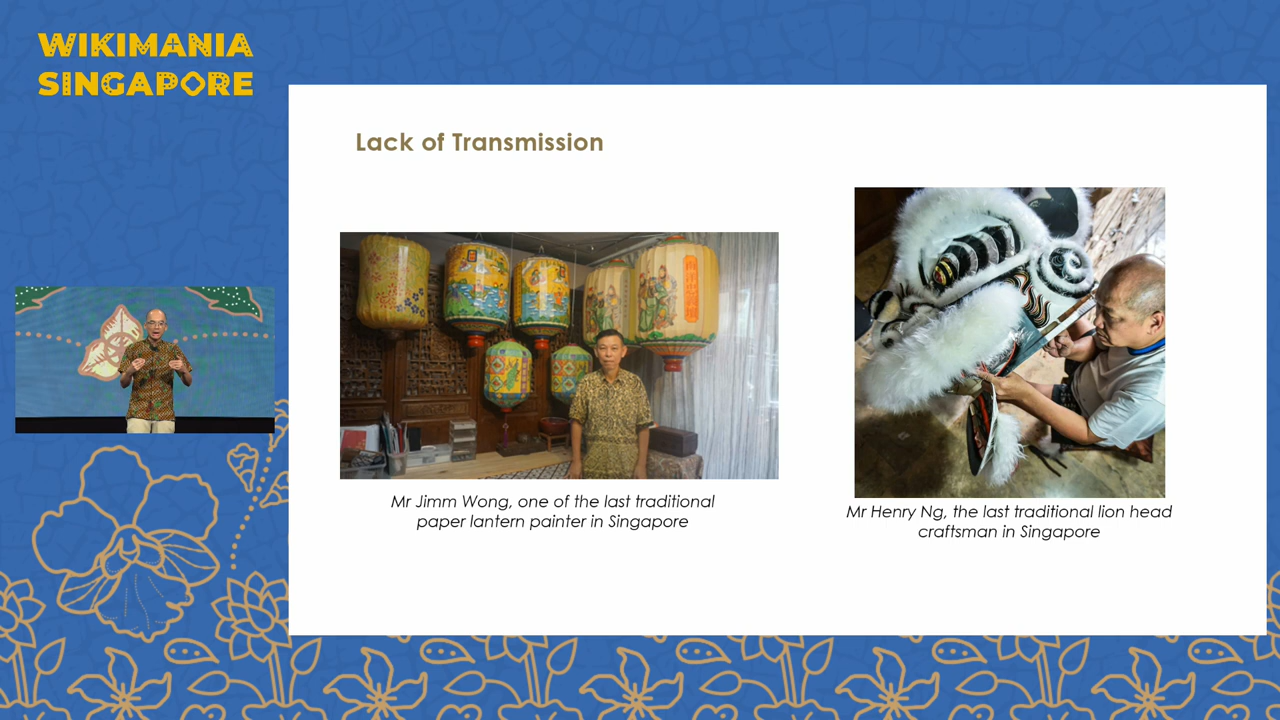 WIKIMANIA
SINGAPORE
Lack of Transmission
Mr Jimm Wong, one of the last traditional
paper lantern painter in Singapore
Mr Henry Ng, the last traditional lion head
craftsman in Singapore